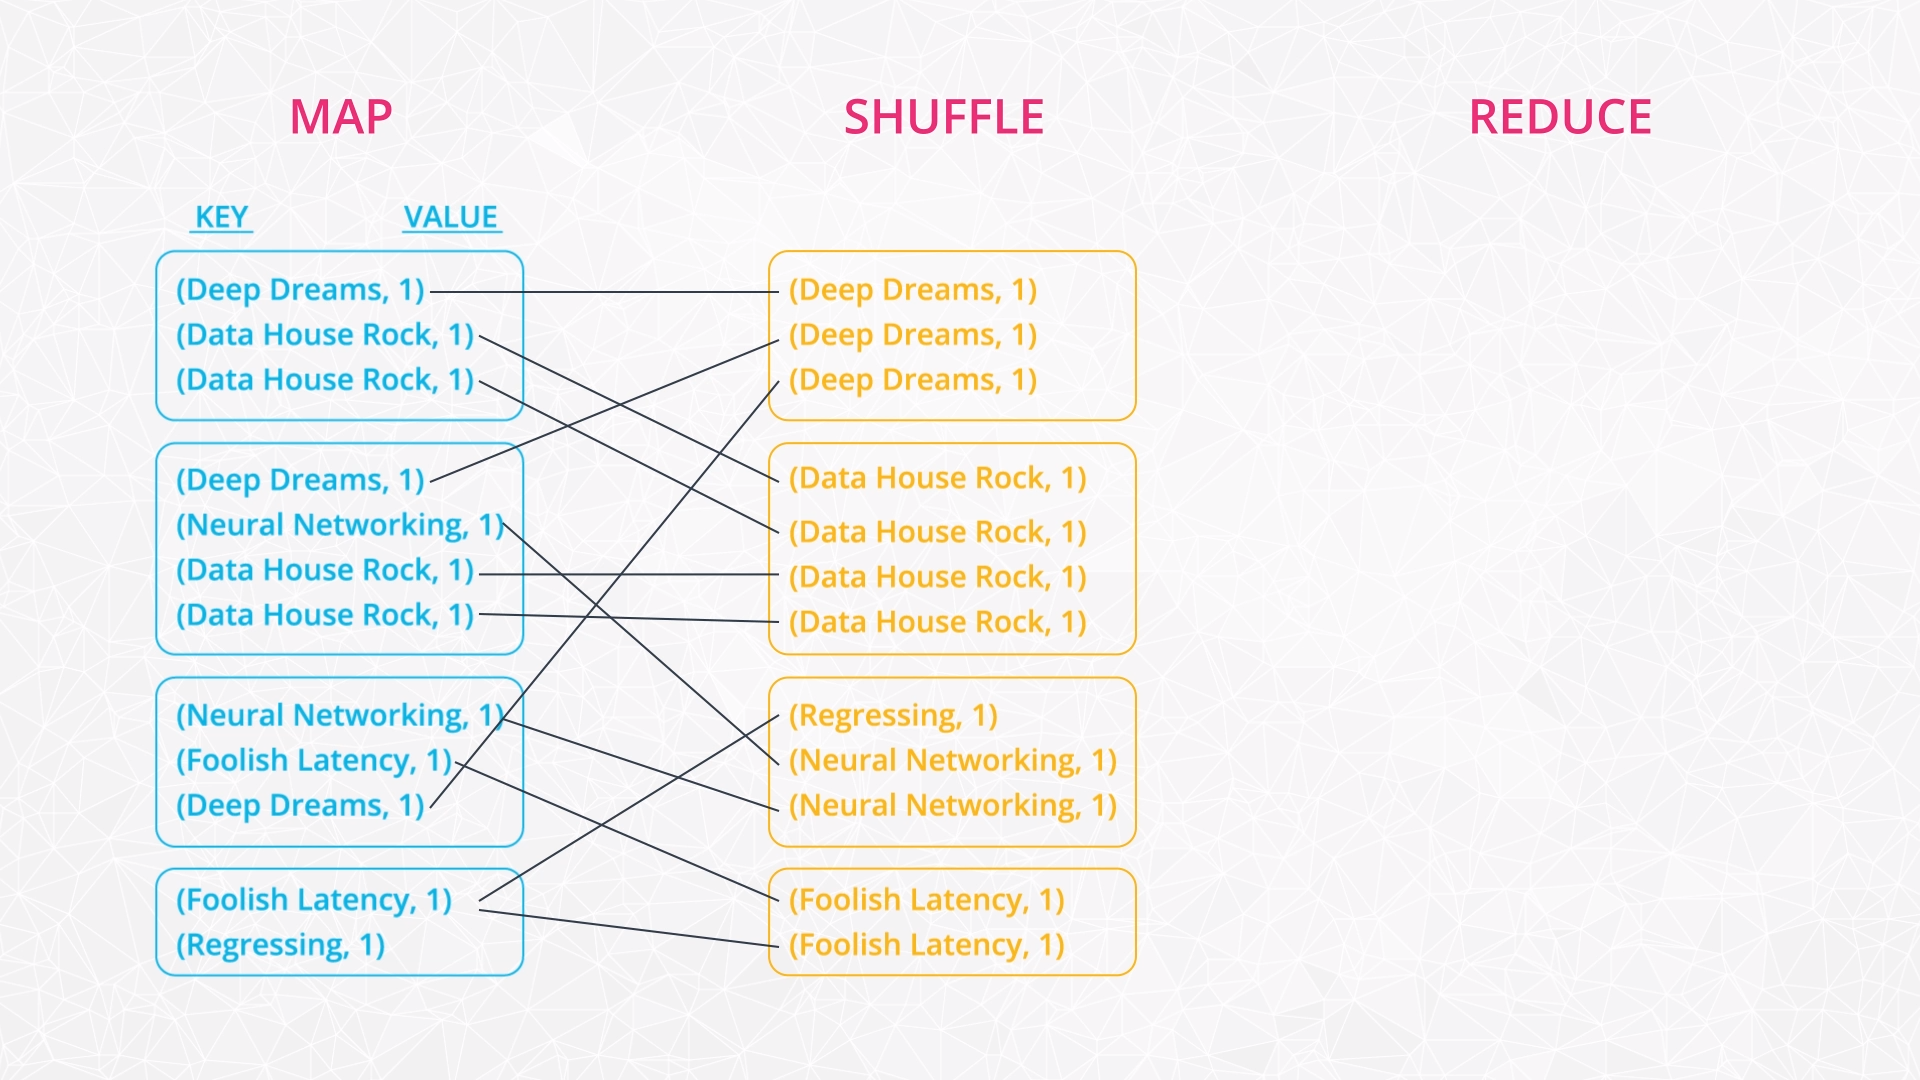 MAP
SHUFFLE
REDUCE
KEY
VALUE
(Deep Dreams, 1)
(Data House Rock, 1)
(Data House Rock, 1)
(Deep Dreams, 1)
(Neural Networking, 1)
(Data House Rock, 1)
(Data House Rock, 1)
(Neural Networking, 1)
(Foolish Latency, 1)
(Deep Dreams, 1)
(Foolish Latency, 1)
(Regressing, 1)
(Deep Dreams, 1)
(Deep Dreams, 1)
(Deep Dreams, 1)
(Data House Rock, 1)
(Data House Rock, 1)
(Data House Rock, 1)
(Data House Rock, 1)
(Regressing, 1)
(Neural Networking, 1)
(Neural Networking, 1)
(Foolish Latency, 1)
(Foolish Latency, 1)